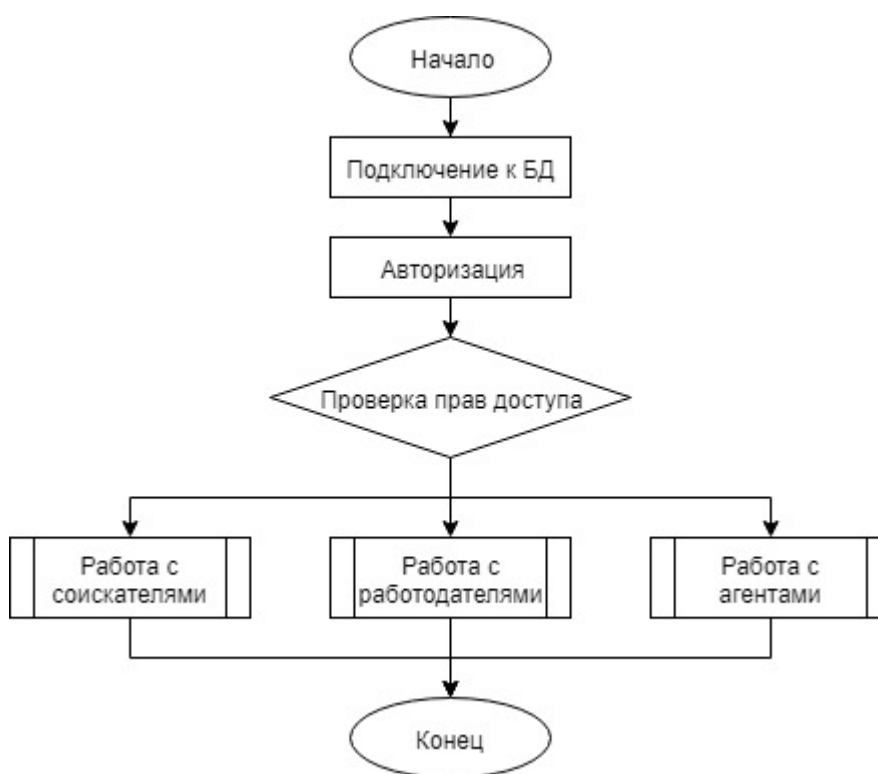 Начало
Подключение к БД
Авторизация
Проверка прав доступа
Работа с
соискателями
Работа с
работодателями
Работа с
агентами
Конец